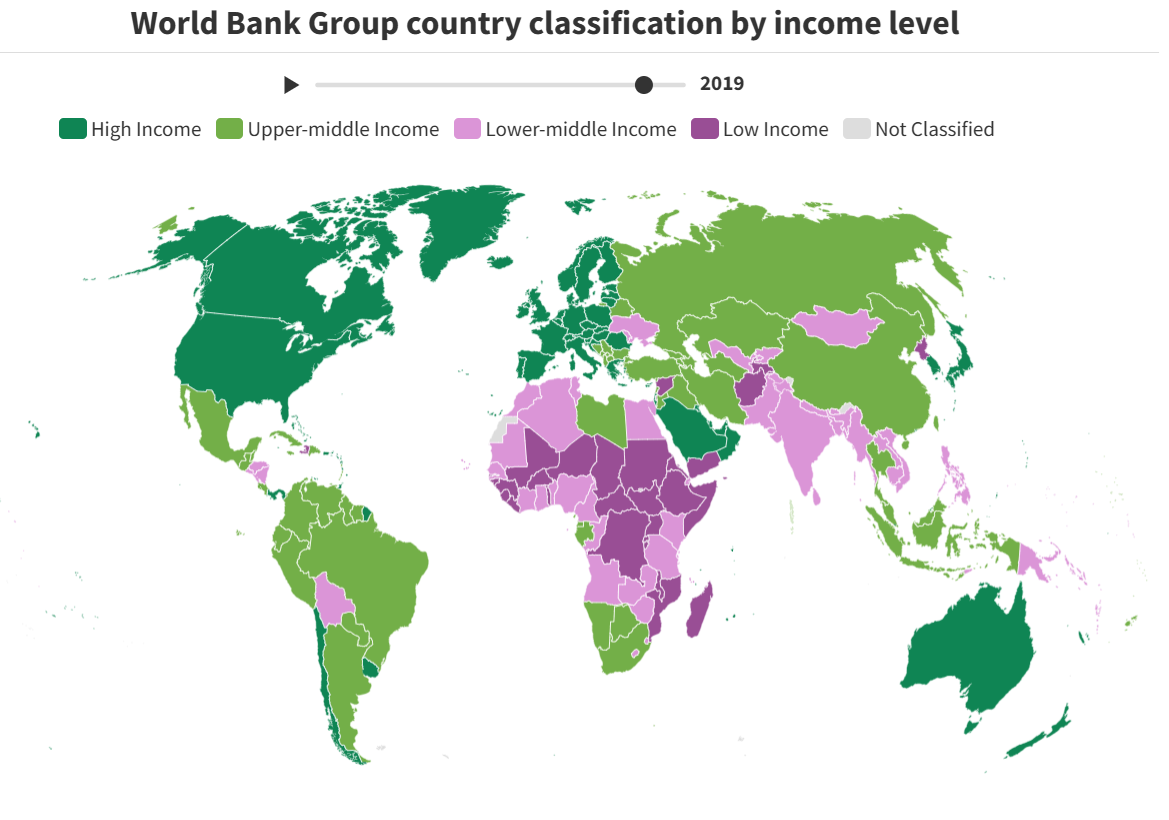 World Bank Group country classification by income level
2019
High Income Upper-middle Income Lower-middle Income Low Income Not Classified